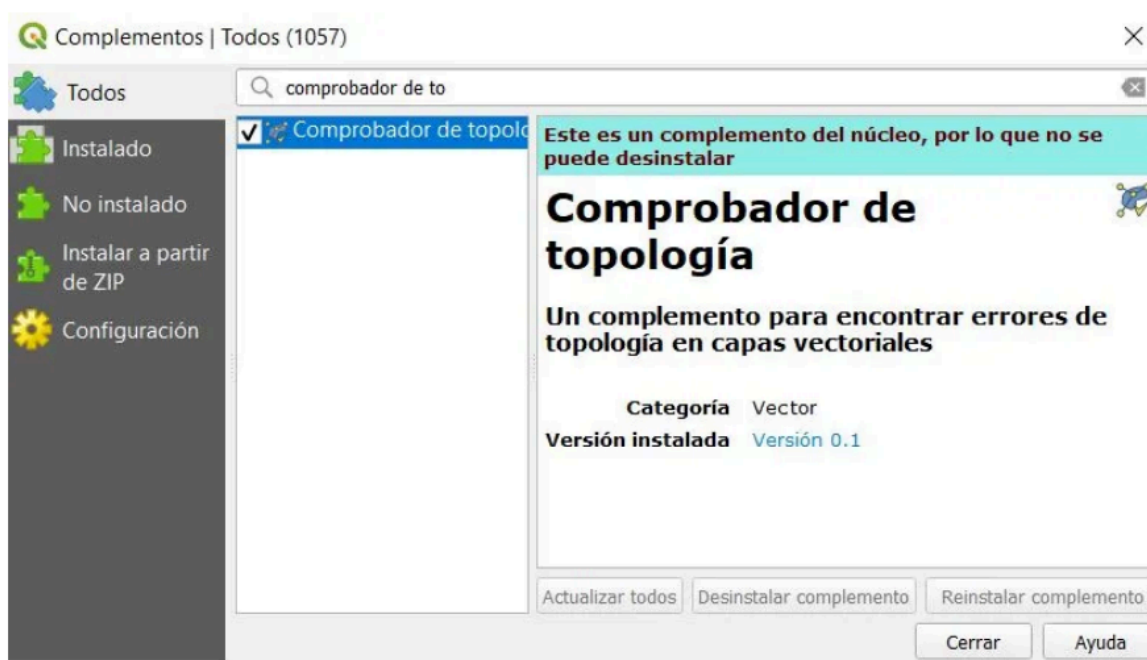 Complementos | Todos (1057)
Todos
comprobador de to
Instalado
No instalado
Instalar a partir
de ZIP
Configuración
Comprobador de topolo
Este es un complemento del núcleo, por lo que no se
puede desinstalar
Comprobador de
topología
Un complemento para encontrar errores de
topología en capas vectoriales
Categoría Vector
Versión instalada Versión 0.1
Actualizar todos Desinstalar complemento Reinstalar complemento
Cerrar Ayuda